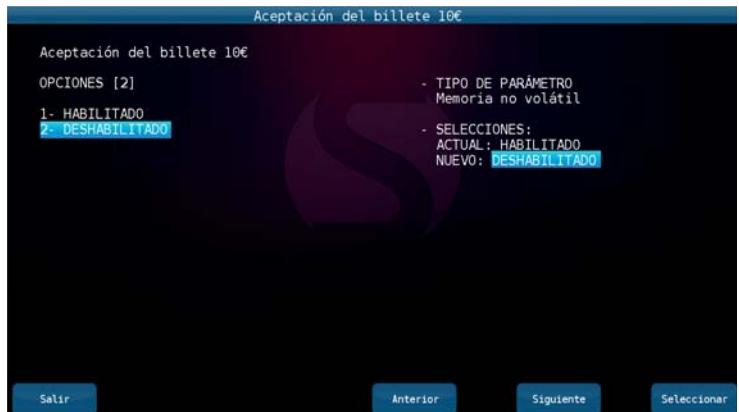 Aceptación del billete 10€
Aceptación del billete 10€
OPCIONES [2]
1- HABILITADO
2- DESHABILITADO
- TIPO DE PARÁMETRO
Memoria no volátil
- SELECCIONES:
ACTUAL: HABILITADO
NUEVO: DESHABILITADO
Salir
Anterior
Siguiente
Seleccionar